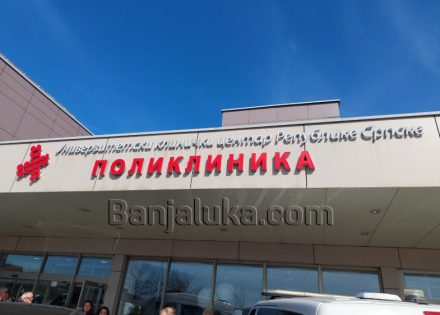 Универзитетски клинички центар Републике Српске
ПОЛИКЛИНИКА
Banjaluka.com